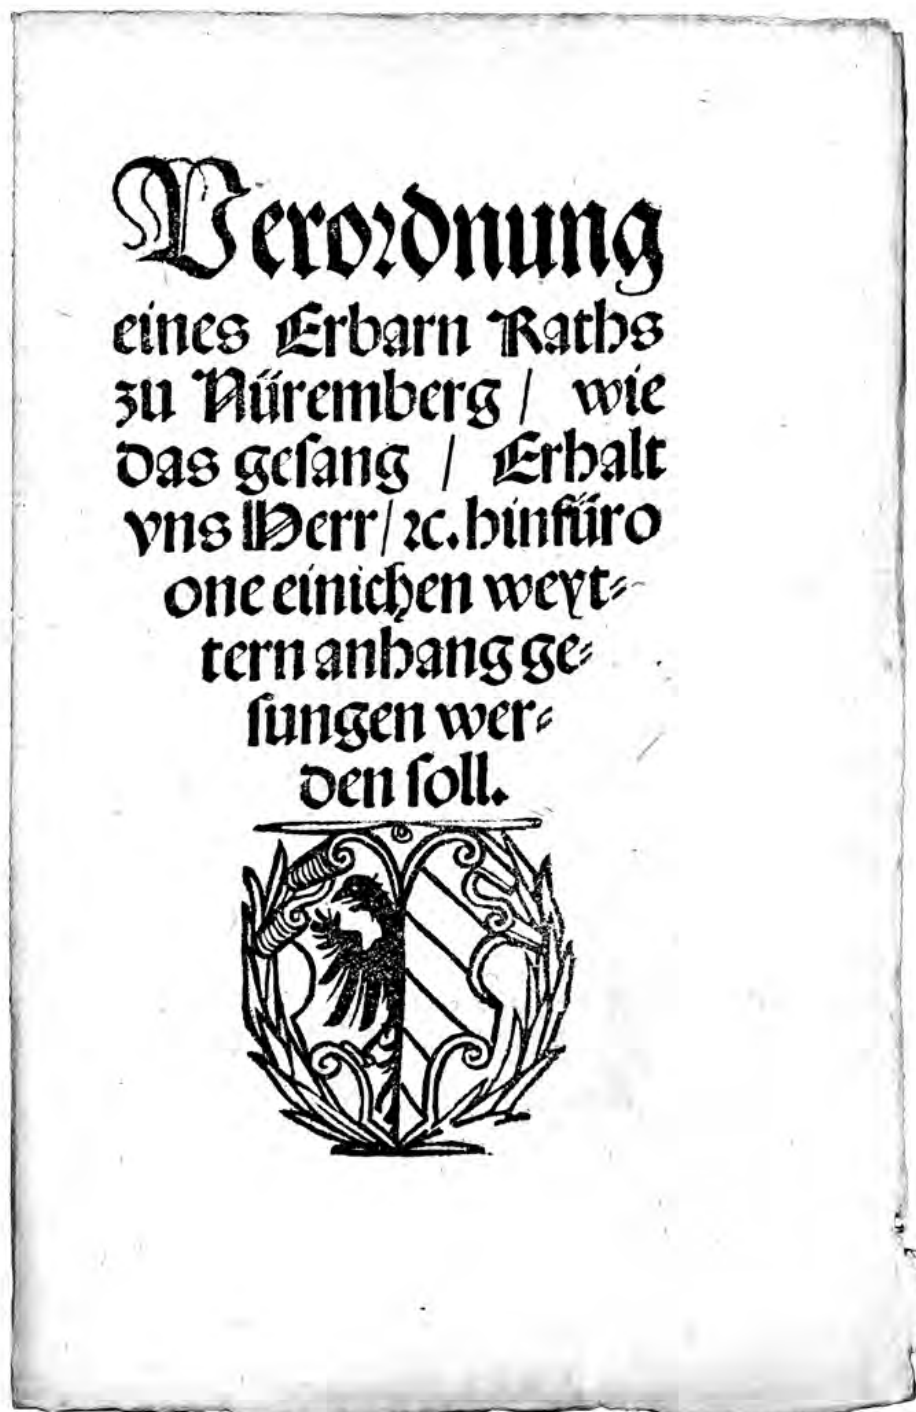 Verordnung
eines Erbarn Raths
zu Nüremberg / wie
das gesang / Erhalt
vns Herr / ꝛc. hinfüro
one einichen weyt⸗
tern anhang ge⸗
sungen wer⸗
den soll.